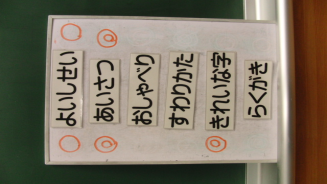 よいしせい
あいさつ
おしゃべり
すわりかた
きれいな字
らくがき